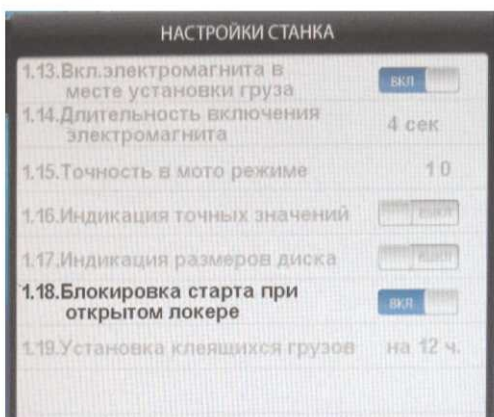 НАСТРОЙКИ СТАНКА
1.13.Вкл.электромагнита в
месте установки груза
ВКЛ
1.14.Длительность включения
электромагнита
4 сек
1.15.Точность в мото режиме
10
1.16.Индикация точных значений
ВЫКЛ
1.17.Индикация размеров диска
ВЫКЛ
1.18.Блокировка старта при
открытом локере
ВКЛ
1.19.Установка клеящихся грузов
на 12 ч.